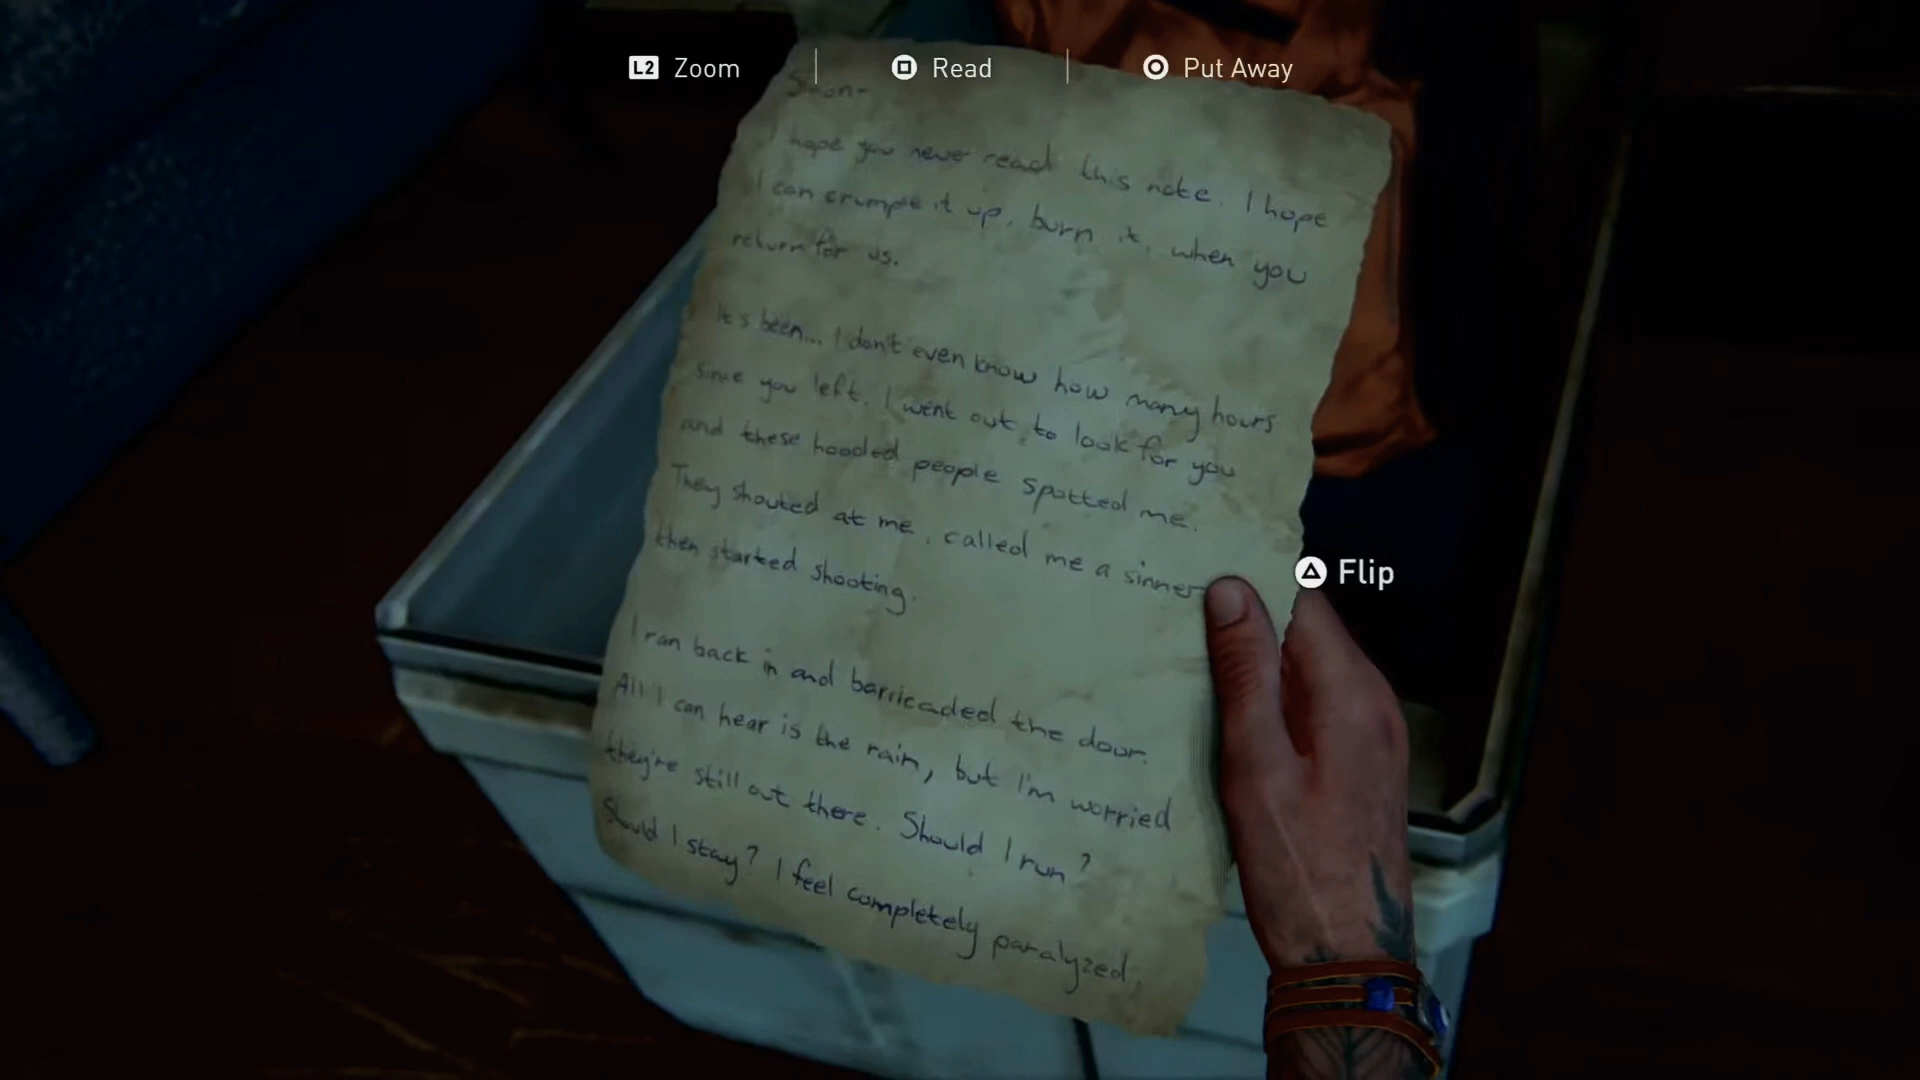 L2 Zoom
Read
Put Away
I hope you never read this note. I hope
I can crumple it up, burn it, when you
return for us.
It's been... I don't even know how many hours
since you left. I went out to look for you
and these hooded people spotted me.
They shouted at me, called me a sinner
then started shooting.
Flip
I ran back in and barricaded the door.
All I can hear is the rain, but I'm worried
they're still out there. Should I run?
Should I stay? I feel completely paralyzed,